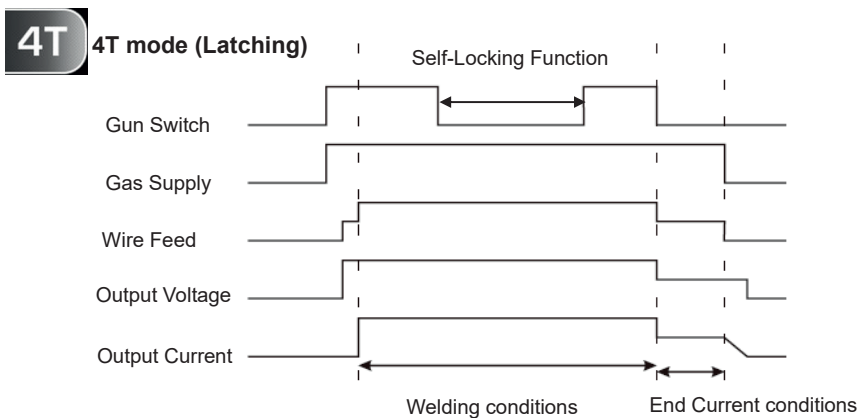 4T 4T mode (Latching)
Self-Locking Function
Gun Switch
Gas Supply
Wire Feed
Output Voltage
Output Current
Welding conditions
End Current conditions